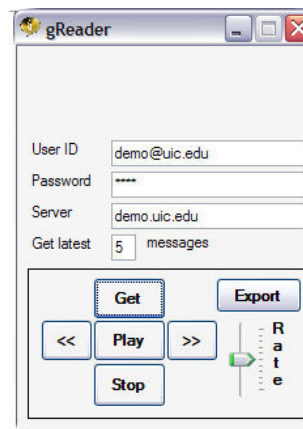 gReader
User ID demo@uic.edu
Password ****
Server demo.uic.edu
Get latest 5 messages
Get Export
<< Play >>
Stop
Rate